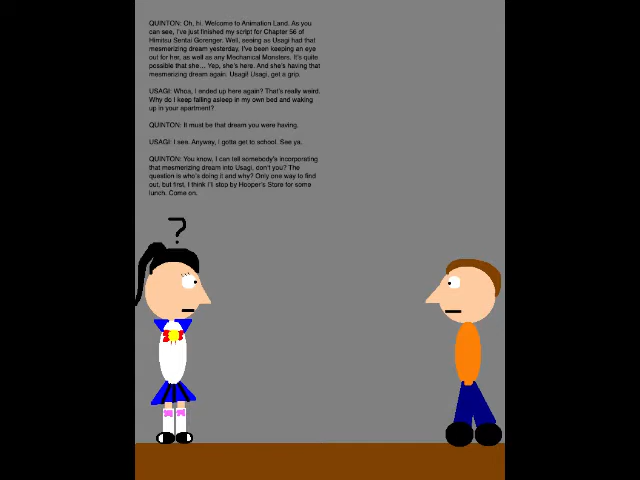 QUINTON: Oh, hi. Welcome to Animation Land. As you
can see, I've just finished my script for Chapter 56 of
Himitsu Sentai Gorenger. Well, seeing as Usagi had that
mesmerizing dream yesterday, I've been keeping an eye
out for her, as well as any Mechanical Monsters. It's quite
possible that she... Yep, she's here. And she's having that
mesmerizing dream again. Usagi! Usagi, get a grip.
USAGI: Whoa, I ended up here again? That's really weird.
Why do I keep falling asleep in my own bed and waking
up in your apartment?
QUINTON: It must be that dream you were having.
USAGI: I see. Anyway, I gotta get to school. See ya.
QUINTON: You know, I can tell somebody's incorporating
that mesmerizing dream into Usagi, don't you? The
question is who's doing it and why? Only one way to find
out, but first, I think I'll stop by Hooper's Store for some
lunch. Come on.
?